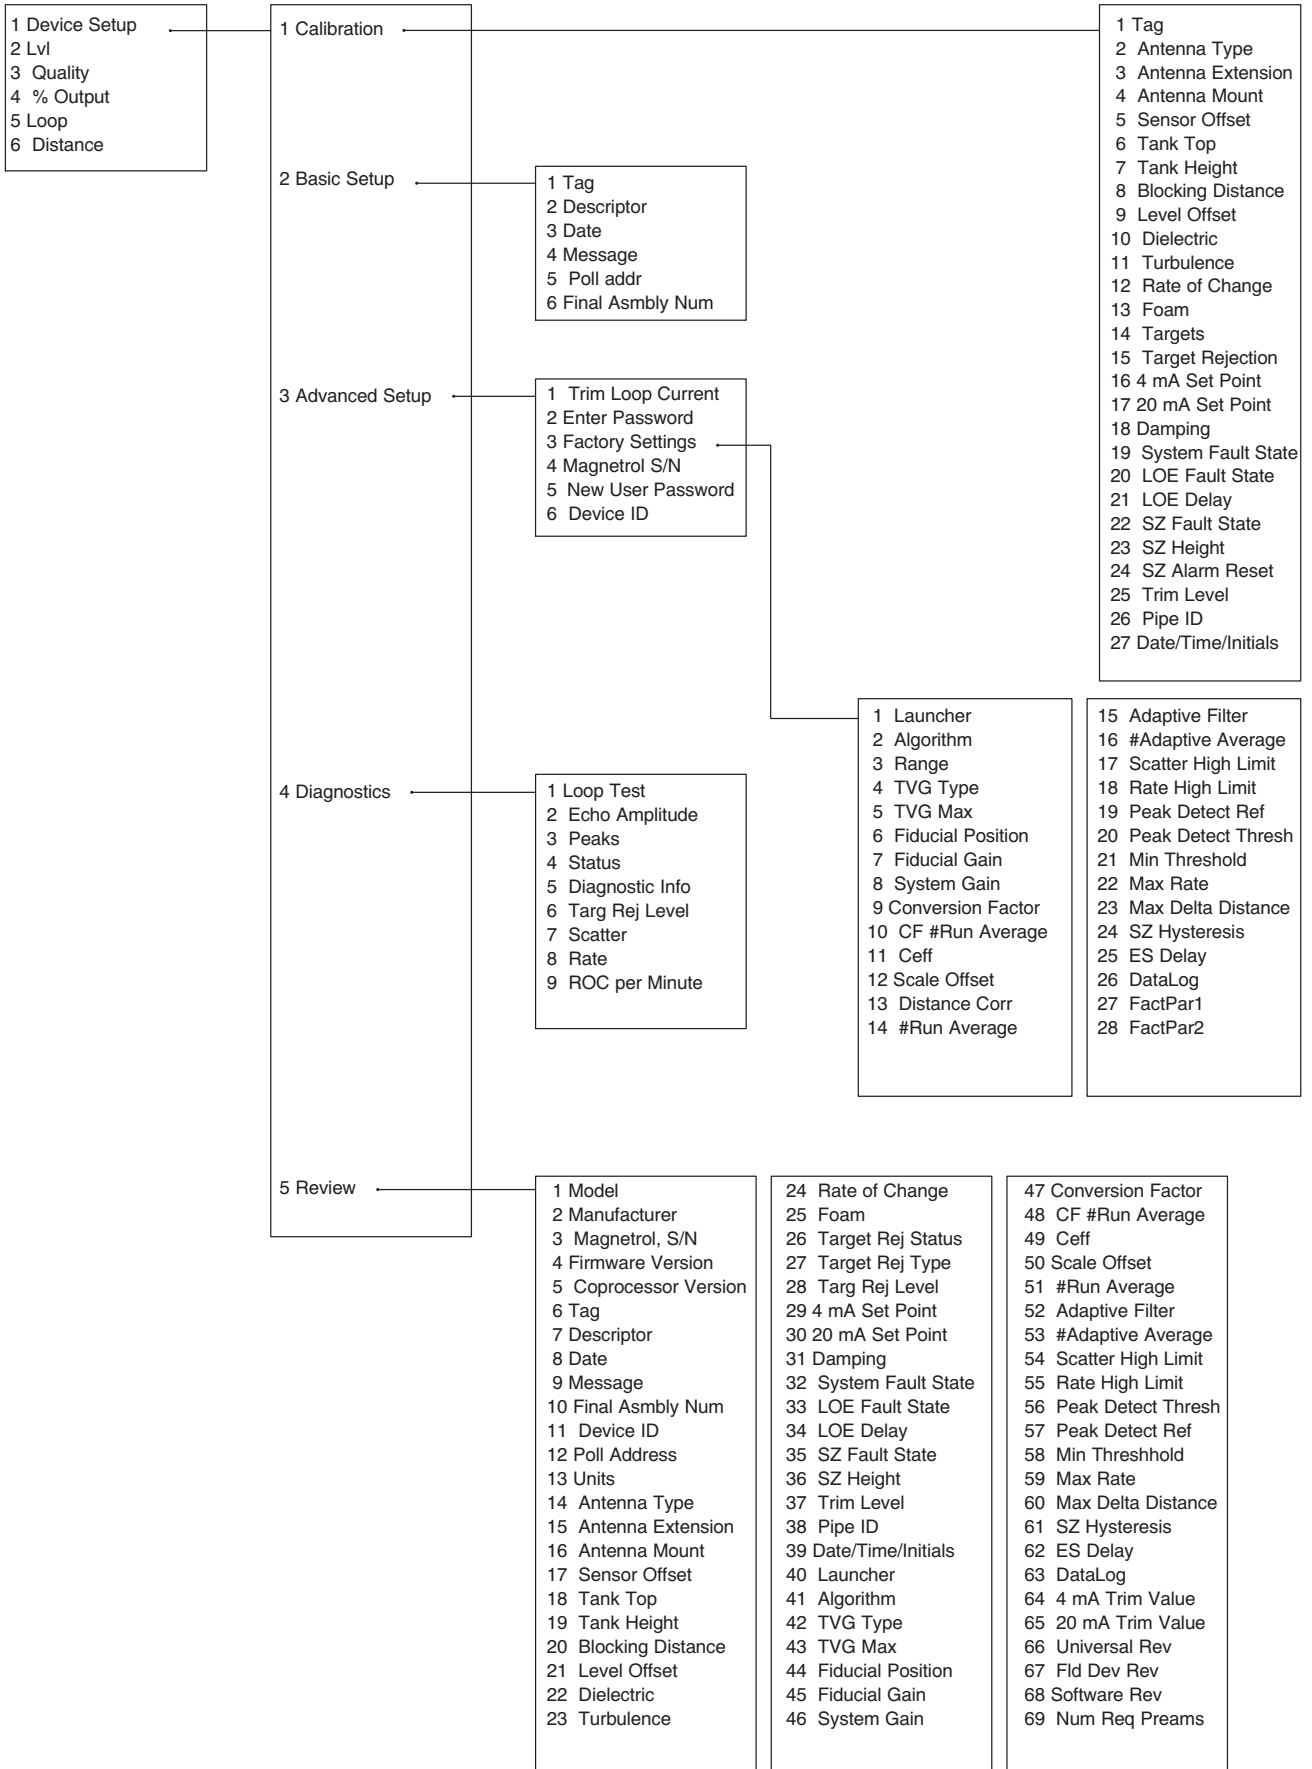 1 Device Setup
2 Lvl
3 Quality
4 % Output
5 Loop
6 Distance
1 Calibration
2 Basic Setup
3 Advanced Setup
4 Diagnostics
5 Review
1 Tag
2 Antenna Type
3 Antenna Extension
4 Antenna Mount
5 Sensor Offset
6 Tank Top
7 Tank Height
8 Blocking Distance
9 Level Offset
10 Dielectric
11 Turbulence
12 Rate of Change
13 Foam
14 Targets
15 Target Rejection
16 4 mA Set Point
17 20 mA Set Point
18 Damping
19 System Fault State
20 LOE Fault State
21 LOE Delay
22 SZ Fault State
23 SZ Height
24 SZ Alarm Reset
25 Trim Level
26 Pipe ID
27 Date/Time/Initials
1 Tag
2 Descriptor
3 Date
4 Message
5 Poll addr
6 Final Asmbly Num
1 Trim Loop Current
2 Enter Password
3 Factory Settings
4 Magnetrol S/N
5 New User Password
6 Device ID
1 Launcher
2 Algorithm
3 Range
4 TVG Type
5 TVG Max
6 Fiducial Position
7 Fiducial Gain
8 System Gain
9 Conversion Factor
10 CF #Run Average
11 Ceff
12 Scale Offset
13 Distance Corr
14 #Run Average
15 Adaptive Filter
16 #Adaptive Average
17 Scatter High Limit
18 Rate High Limit
19 Peak Detect Ref
20 Peak Detect Thresh
21 Min Threshold
22 Max Rate
23 Max Delta Distance
24 SZ Hysteresis
25 ES Delay
26 DataLog
27 FactPar1
28 FactPar2
1 Loop Test
2 Echo Amplitude
3 Peaks
4 Status
5 Diagnostic Info
6 Targ Rej Level
7 Scatter
8 Rate
9 ROC per Minute
1 Model
2 Manufacturer
3 Magnetrol, S/N
4 Firmware Version
5 Coprocessor Version
6 Tag
7 Descriptor
8 Date
9 Message
10 Final Asmbly Num
11 Device ID
12 Poll Address
13 Units
14 Antenna Type
15 Antenna Extension
16 Antenna Mount
17 Sensor Offset
18 Tank Top
19 Tank Height
20 Blocking Distance
21 Level Offset
22 Dielectric
23 Turbulence
24 Rate of Change
25 Foam
26 Target Rej Status
27 Target Rej Type
28 Targ Rej Level
29 4 mA Set Point
30 20 mA Set Point
31 Damping
32 System Fault State
33 LOE Fault State
34 LOE Delay
35 SZ Fault State
36 SZ Height
37 Trim Level
38 Pipe ID
39 Date/Time/Initials
40 Launcher
41 Algorithm
42 TVG Type
43 TVG Max
44 Fiducial Position
45 Fiducial Gain
46 System Gain
47 Conversion Factor
48 CF #Run Average
49 Ceff
50 Scale Offset
51 #Run Average
52 Adaptive Filter
53 #Adaptive Average
54 Scatter High Limit
55 Rate High Limit
56 Peak Detect Thresh
57 Peak Detect Ref
58 Min Threshhold
59 Max Rate
60 Max Delta Distance
61 SZ Hysteresis
62 ES Delay
63 DataLog
64 4 mA Trim Value
65 20 mA Trim Value
66 Universal Rev
67 Fld Dev Rev
68 Software Rev
69 Num Req Preams